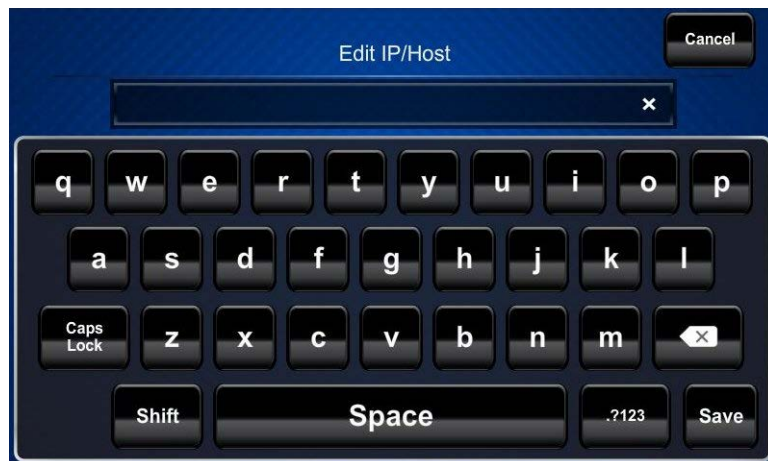 Cancel
Edit IP/Host
×
q w e r t y u i o p
a s d f g h j k l
Caps Lock z x c v b n m
Shift Space .?123 Save